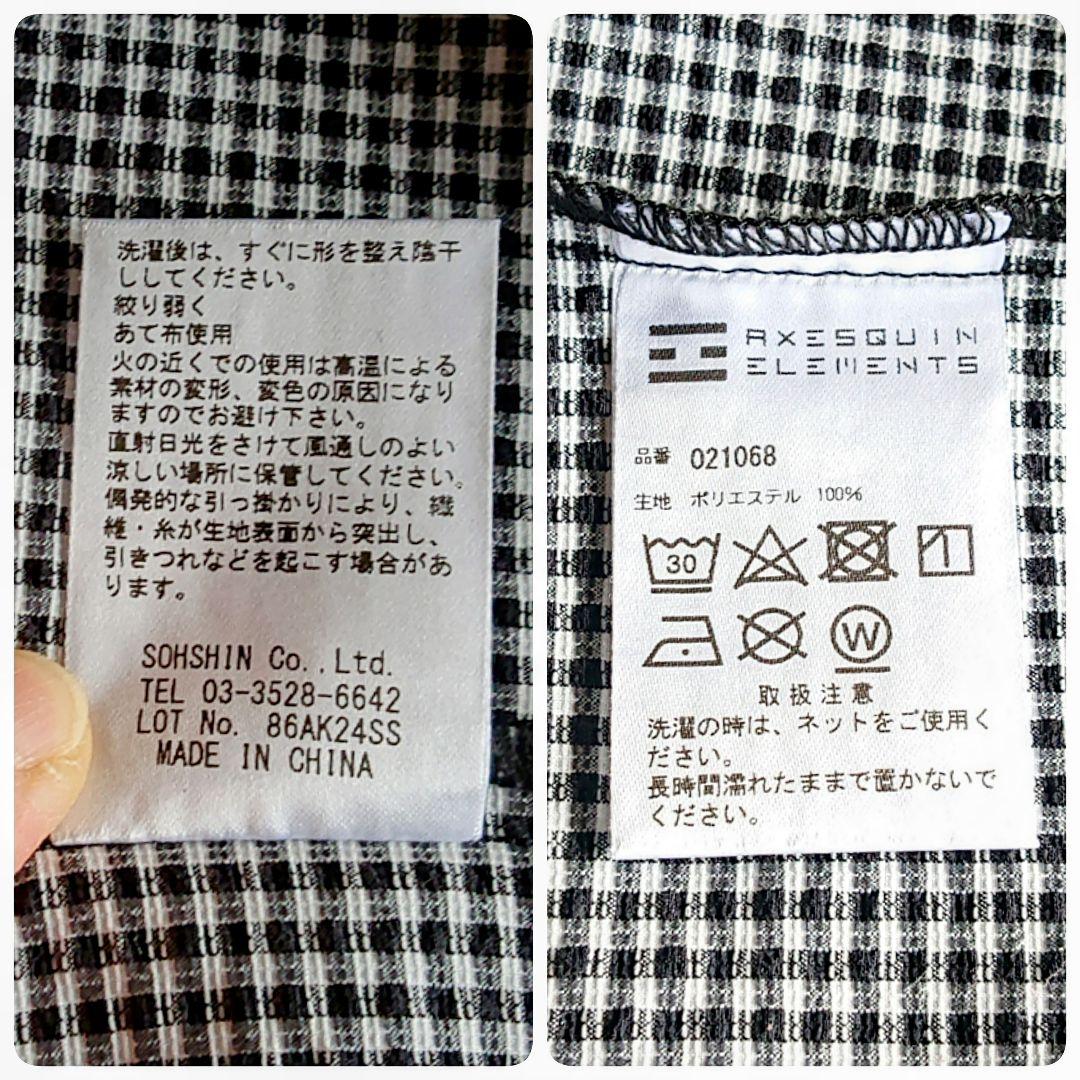 洗濯後は、すぐに形を整え陰干
ししてください。
絞り弱く
あて布使用
火の近くでの使用は高温による
素材の変形、変色の原因になり
ますのでお避け下さい。
直射日光をさけて風通しのよい
涼しい場所に保管してください。
偶発的な引っ掛かりにより、繊
維・糸が生地表面から突出し、
引きつれなどを起こす場合があ
ります。
SOHSHIN Co.,Ltd.
TEL 03-3528-6642
LOT No. 86AK24SS
MADE IN CHINA
AXESQUIN
ELEMENTS
品番 021068
生地 ポリエステル 100%
30
W
取扱注意
洗濯の時は、ネットをご使用く
ださい。
長時間濡れたままで置かないで
ください。